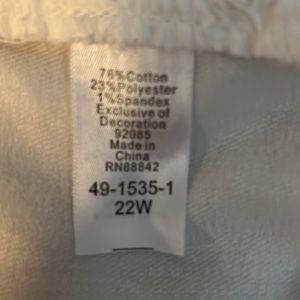 76%Cotton
23%Polyester
1%Spandex
Exclusive of
Decoration
92085
Made in
China
RN88842
49-1535-1
22W